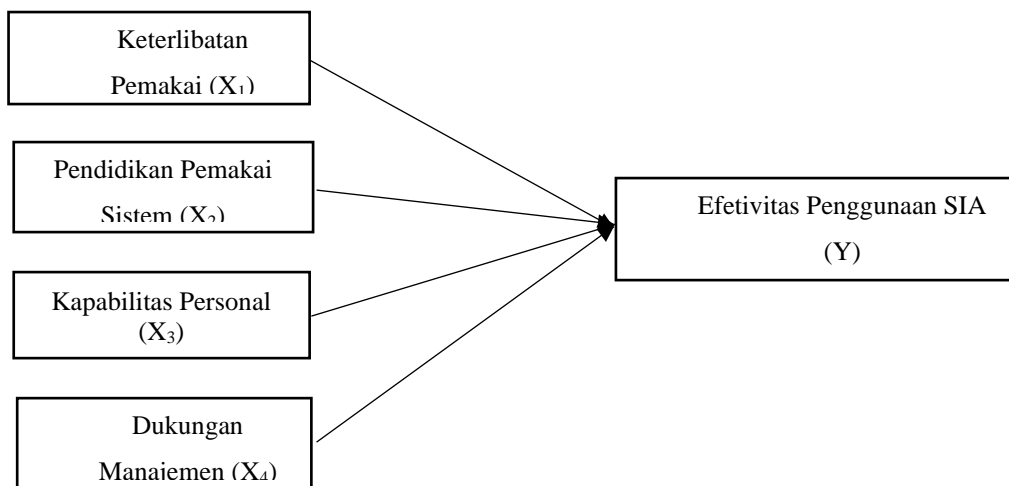 Keterlibatan
Pemakai (X₁)
Pendidikan Pemakai
Sistem (X₂)
Kapabilitas Personal
(X₃)
Dukungan
Manajemen (X₄)
Efetivitas Penggunaan SIA
(Y)